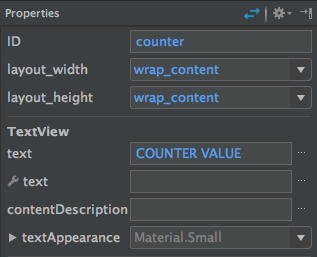 Properties
ID counter
layout_width wrap_content
layout_height wrap_content
TextView
text COUNTER VALUE ...
text ...
contentDescription
textAppearance Material.Small